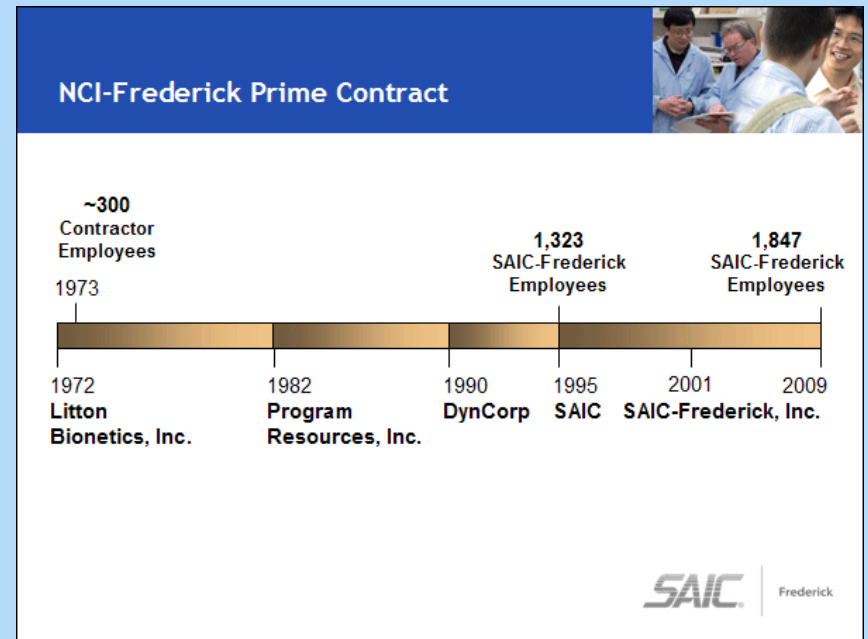 NCI-Frederick Prime Contract
~300
Contractor
Employees
1973
1,323
SAIC-Frederick
Employees
1,847
SAIC-Frederick
Employees
1972
Litton
Bionetics, Inc.
1982
Program
Resources, Inc.
1990
DynCorp
1995
SAIC
2001
SAIC-Frederick, Inc.
2009
SAIC.
Frederick